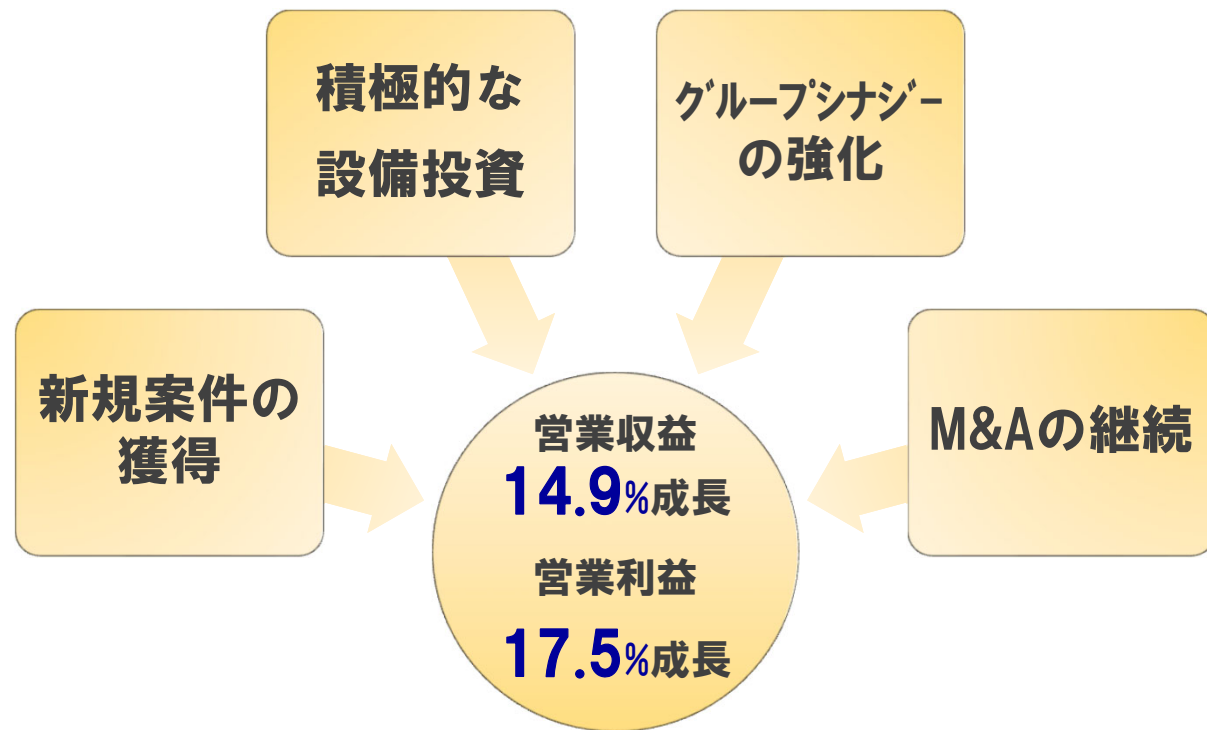 積極的な
設備投資
ｸﾞﾙｰﾌﾟｼﾅｼﾞｰ
の強化
新規案件の
獲得
M&Aの継続
営業収益
14.9%成長
営業利益
17.5%成長